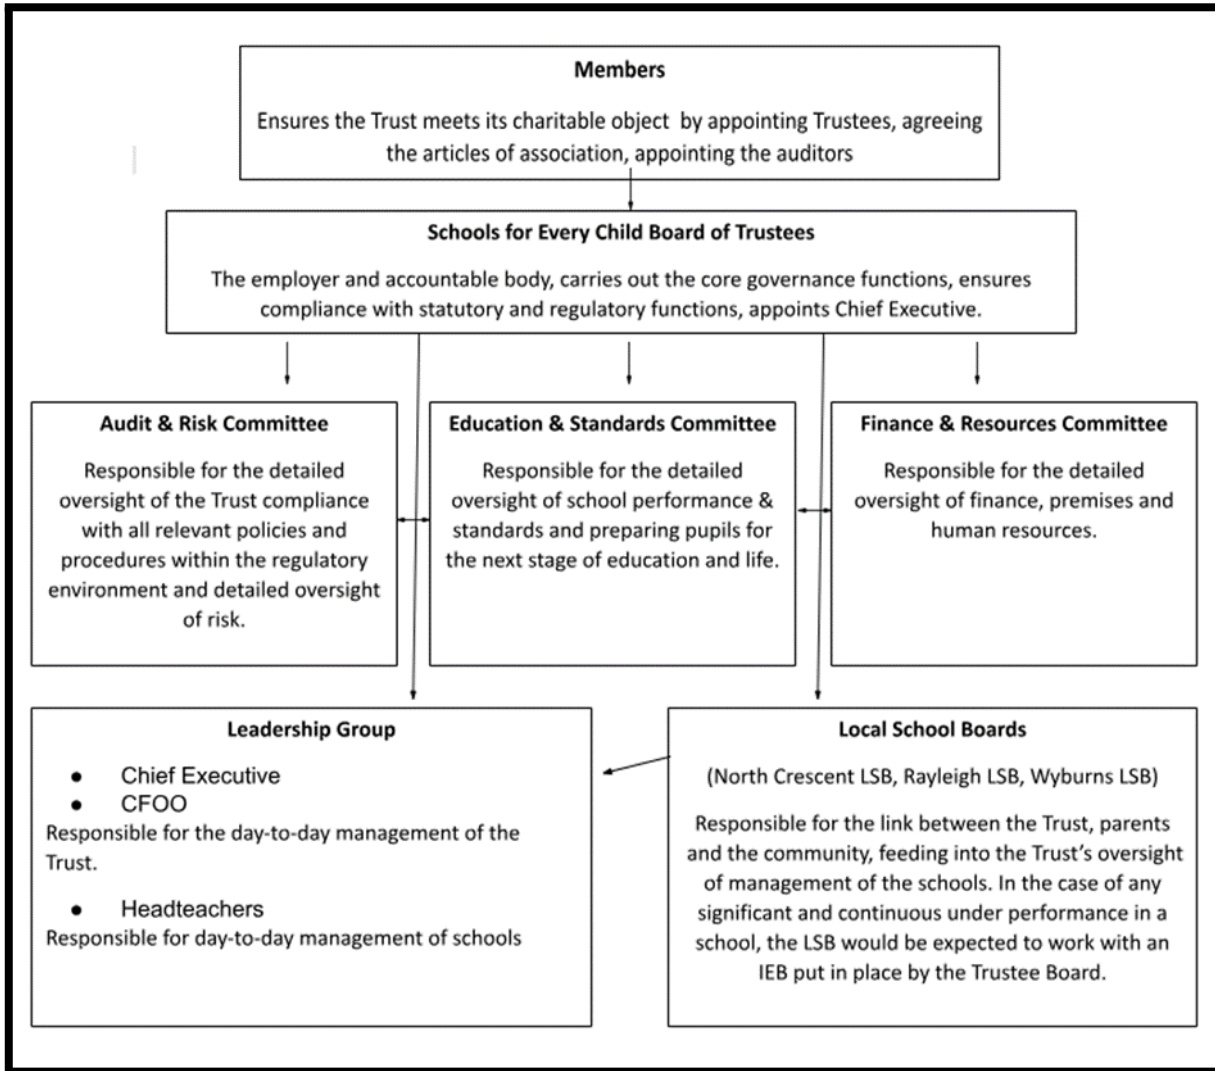 Members
Ensures the Trust meets its charitable object by appointing Trustees, agreeing
the articles of association, appointing the auditors
Schools for Every Child Board of Trustees
The employer and accountable body, carries out the core governance functions, ensures
compliance with statutory and regulatory functions, appoints Chief Executive.
Audit & Risk Committee
Responsible for the detailed
oversight of the Trust compliance
with all relevant policies and
procedures within the regulatory
environment and detailed oversight
of risk.
Education & Standards Committee
Responsible for the detailed
oversight of school performance &
standards and preparing pupils for
the next stage of education and life.
Finance & Resources Committee
Responsible for the detailed
oversight of finance, premises and
human resources.
Leadership Group
● Chief Executive
● CFOO
Responsible for the day-to-day management of the
Trust.
● Headteachers
Responsible for day-to-day management of schools
Local School Boards
(North Crescent LSB, Rayleigh LSB, Wyburns LSB)
Responsible for the link between the Trust, parents
and the community, feeding into the Trust’s oversight
of management of the schools. In the case of any
significant and continuous under performance in a
school, the LSB would be expected to work with an
IEB put in place by the Trustee Board.